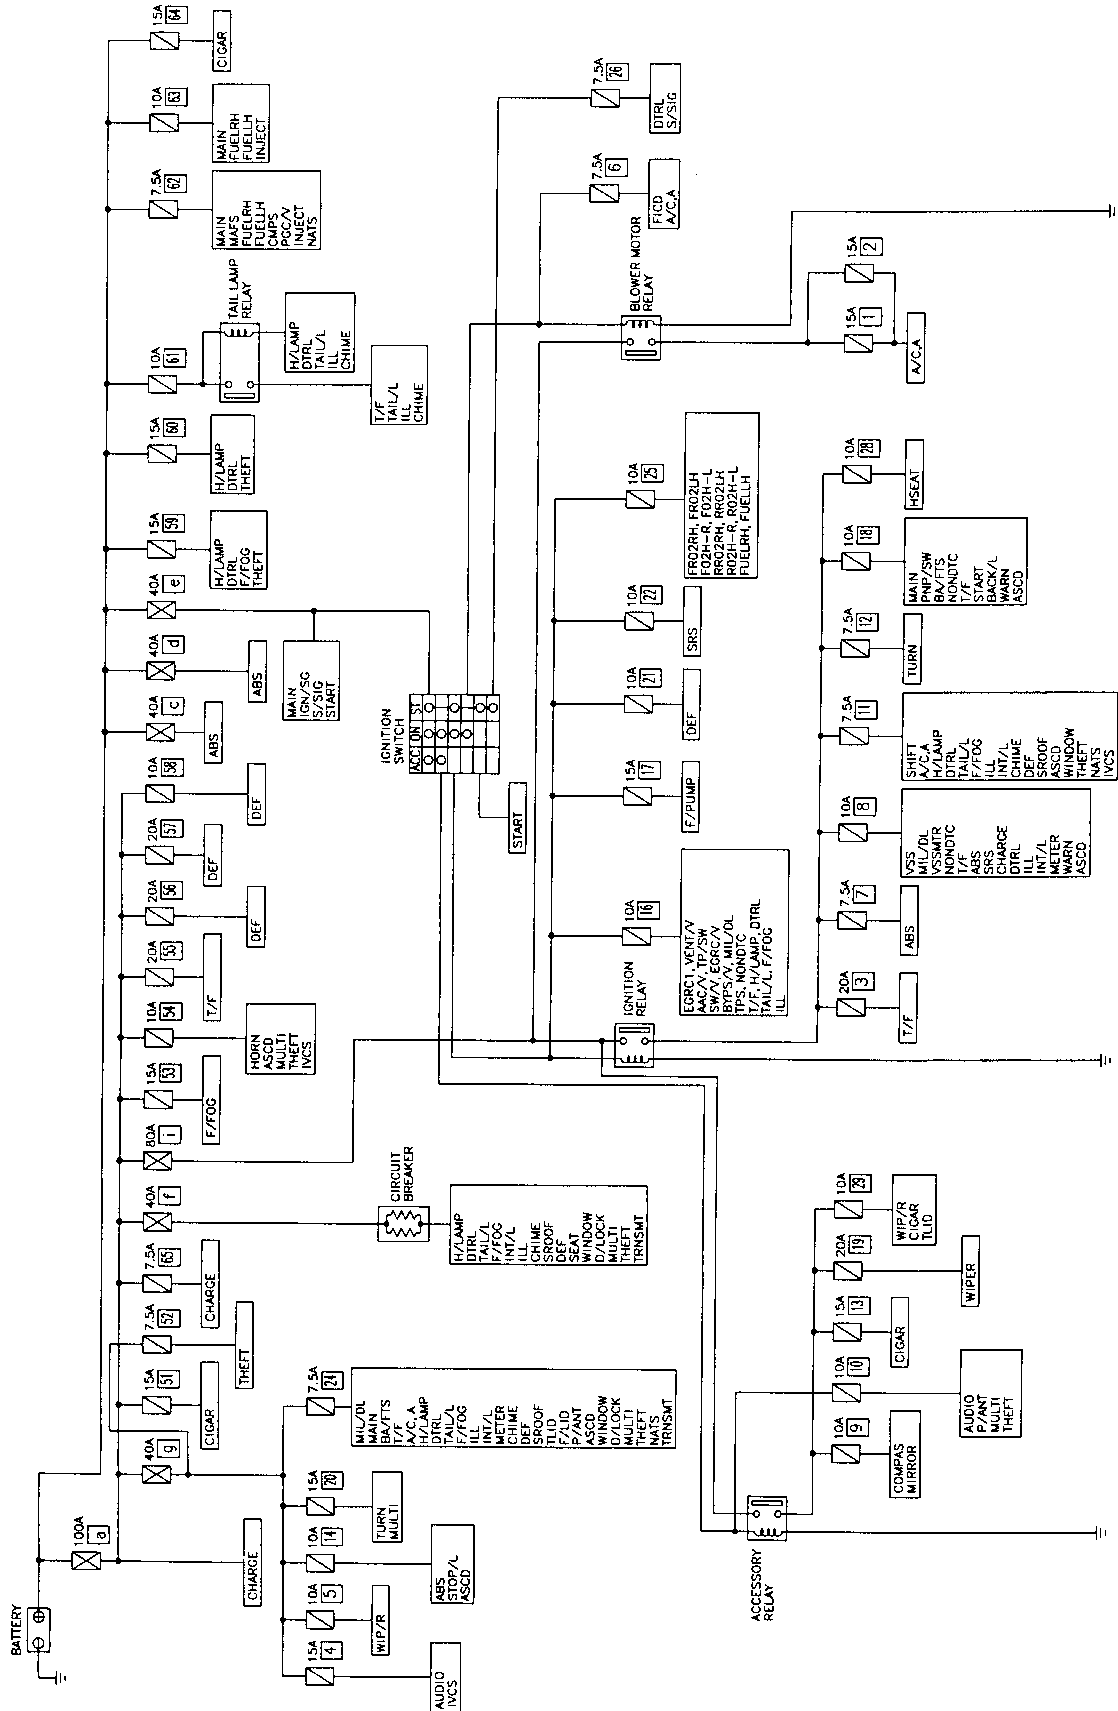 BATTERY
100A
a
CHARGE
40A
g
15A
51
CIGAR
7.5A
52
THEFT
7.5A
65
CHARGE
40A
f
CIRCUIT
BREAKER
H/LAMP
DTRL
TAIL/L
F/FOG
INT/L
ILL
CHIME
SROOF
DEF
SEAT
WINDOW
D/LOCK
MULTI
THEFT
TRNSMT
80A
i
15A
53
F/FOG
10A
54
HORN
ASCD
MULTI
THEFT
IVCS
20A
55
T/F
20A
56
DEF
20A
57
DEF
10A
58
DEF
40A
c
ABS
40A
d
ABS
40A
e
MAIN
IGN/SG
S/SIG
START
15A
59
H/LAMP
DTRL
F/FOG
THEFT
15A
60
H/LAMP
DTRL
THEFT
10A
61
TAIL LAMP
RELAY
H/LAMP
DTRL
TAIL/L
ILL
CHIME
T/F
TAIL/L
ILL
CHIME
7.5A
62
MAIN
MAFS
FUELRH
FUELLH
CMPS
PGC/V
INJECT
NATS
10A
63
MAIN
FUELRH
FUELLH
INJECT
15A
64
CIGAR
15A
4
AUDIO
IVCS
10A
5
WIP/R
10A
14
ABS
STOP/L
ASCD
15A
20
TURN
MULTI
7.5A
24
MIL/DL
MAIN
BA/FTS
T/F
A/C, A
H/LAMP
DTRL
TAIL/L
F/FOG
ILL
INT/L
METER
CHIME
DEF
SROOF
TLID
F/LID
P/ANT
ASCD
WINDOW
D/LOCK
MULTI
THEFT
NATS
TRNSMT
IGNITION
SWITCH
ACC
ON
ST
START
7.5A
26
DTRL
S/SIG
7.5A
6
FICD
A/C,A
BLOWER MOTOR
RELAY
15A
1
15A
2
A/C,A
IGNITION
RELAY
10A
16
EGRC1, VENT/V
AAC/V, TP/SW
SW/V, EGRC/V
BYPS/V, MIL/DL
TPS, NONDTC
T/F, H/LAMP, DTRL
TAIL/L, F/FOG
ILL
15A
17
F/PUMP
10A
21
DEF
10A
22
SRS
10A
25
FRO2RH, FRO2LH
FO2H-R, FO2H-L
RRO2RH, RRO2LH
RO2H-R, RO2H-L
FUELRH, FUELLH
20A
3
T/F
7.5A
7
ABS
10A
8
VSS
MIL/DL
VSSMTR
NONDTC
T/F
ABS
SRS
CHARGE
DTRL
ILL
INT/L
METER
WARN
ASCD
7.5A
11
SHIFT
A/C,A
H/LAMP
DTRL
TAIL/L
F/FOG
ILL
INT/L
CHIME
DEF
SROOF
ASCD
WINDOW
THEFT
NATS
IVCS
7.5A
12
TURN
10A
18
MAIN
PNP/SW
BA/FTS
NONDTC
T/F
START
BACK/L
WARN
ASCD
10A
28
HSEAT
ACCESSORY
RELAY
10A
9
COMPAS
MIRROR
10A
10
AUDIO
P/ANT
MULTI
THEFT
15A
13
CIGAR
20A
19
WIPER
10A
29
WIP/R
CIGAR
TLID